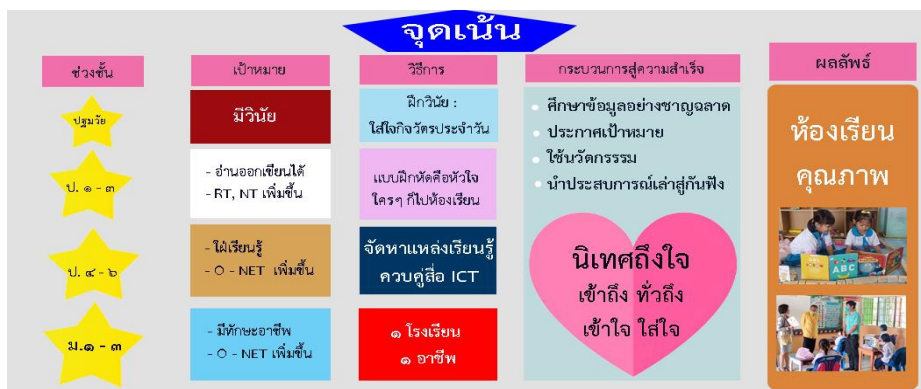 จุดเน้น
ช่วงชั้น
เป้าหมาย
วิธีการ
กระบวนการสู่ความสำเร็จ
ผลลัพธ์
ปฐมวัย
มีวินัย
ฝึกวินัย :
ใส่ใจกิจวัตรประจำวัน
ป. ๑ - ๓
- อ่านออกเขียนได้
- RT, NT เพิ่มขึ้น
แบบฝึกหัดคือหัวใจ
ใครๆ ก็ไปห้องเรียน
ป. ๔ - ๖
- ใฝ่เรียนรู้
- O - NET เพิ่มขึ้น
จัดหาแหล่งเรียนรู้
ควบคู่สื่อ ICT
ม.๑ - ๓
- มีทักษะอาชีพ
- O - NET เพิ่มขึ้น
๑ โรงเรียน
๑ อาชีพ
• ศึกษาข้อมูลอย่างชาญฉลาด
• ประกาศเป้าหมาย
• ใช้นวัตกรรรม
• นำประสบการณ์เล่าสู่กันฟัง
นิเทศถึงใจ
เข้าถึง ทั่วถึง
เข้าใจ ใส่ใจ
ห้องเรียน
คุณภาพ
ABC